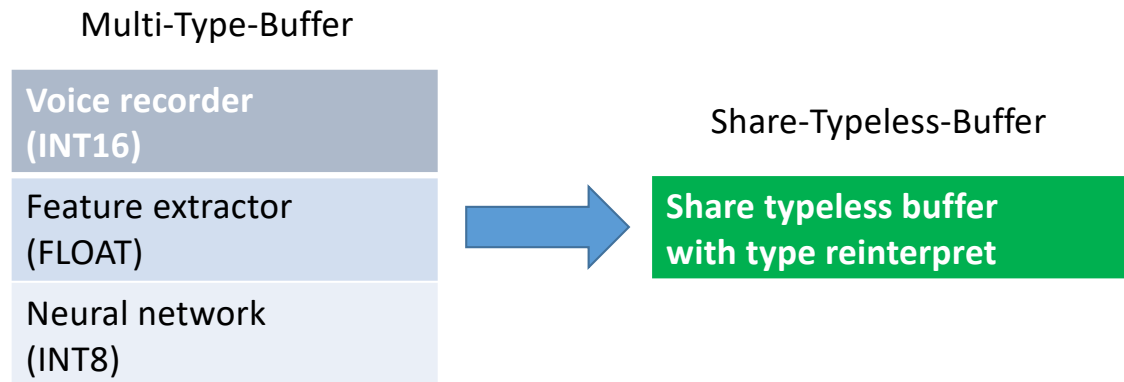 Multi-Type-Buffer
Voice recorder
(INT16)
Feature extractor
(FLOAT)
Neural network
(INT8)
Share-Typeless-Buffer
Share typeless buffer
with type reinterpret